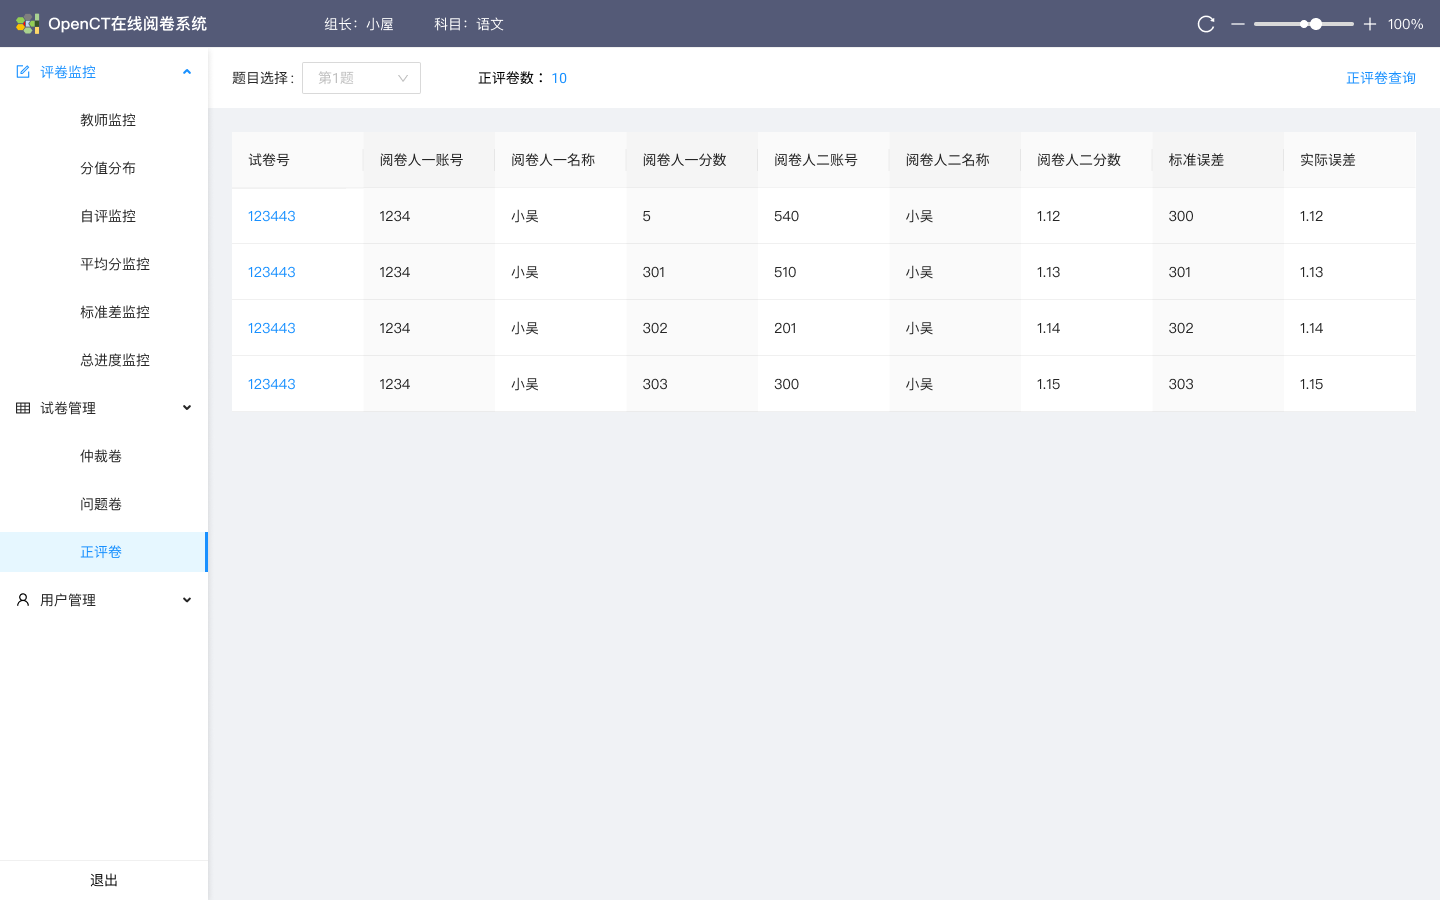 OpenCT在线阅卷系统 组长：小屋 科目：语文 100%
评卷监控
教师监控
分值分布
自评监控
平均分监控
标准差监控
总进度监控
试卷管理
仲裁卷
问题卷
正评卷
用户管理
退出
题目选择： 第1题 正评卷数： 10 正评卷查询
试卷号 阅卷人一账号 阅卷人一名称 阅卷人一分数 阅卷人二账号 阅卷人二名称 阅卷人二分数 标准误差 实际误差
123443 1234 小吴 5 540 小吴 1.12 300 1.12
123443 1234 小吴 301 510 小吴 1.13 301 1.13
123443 1234 小吴 302 201 小吴 1.14 302 1.14
123443 1234 小吴 303 300 小吴 1.15 303 1.15